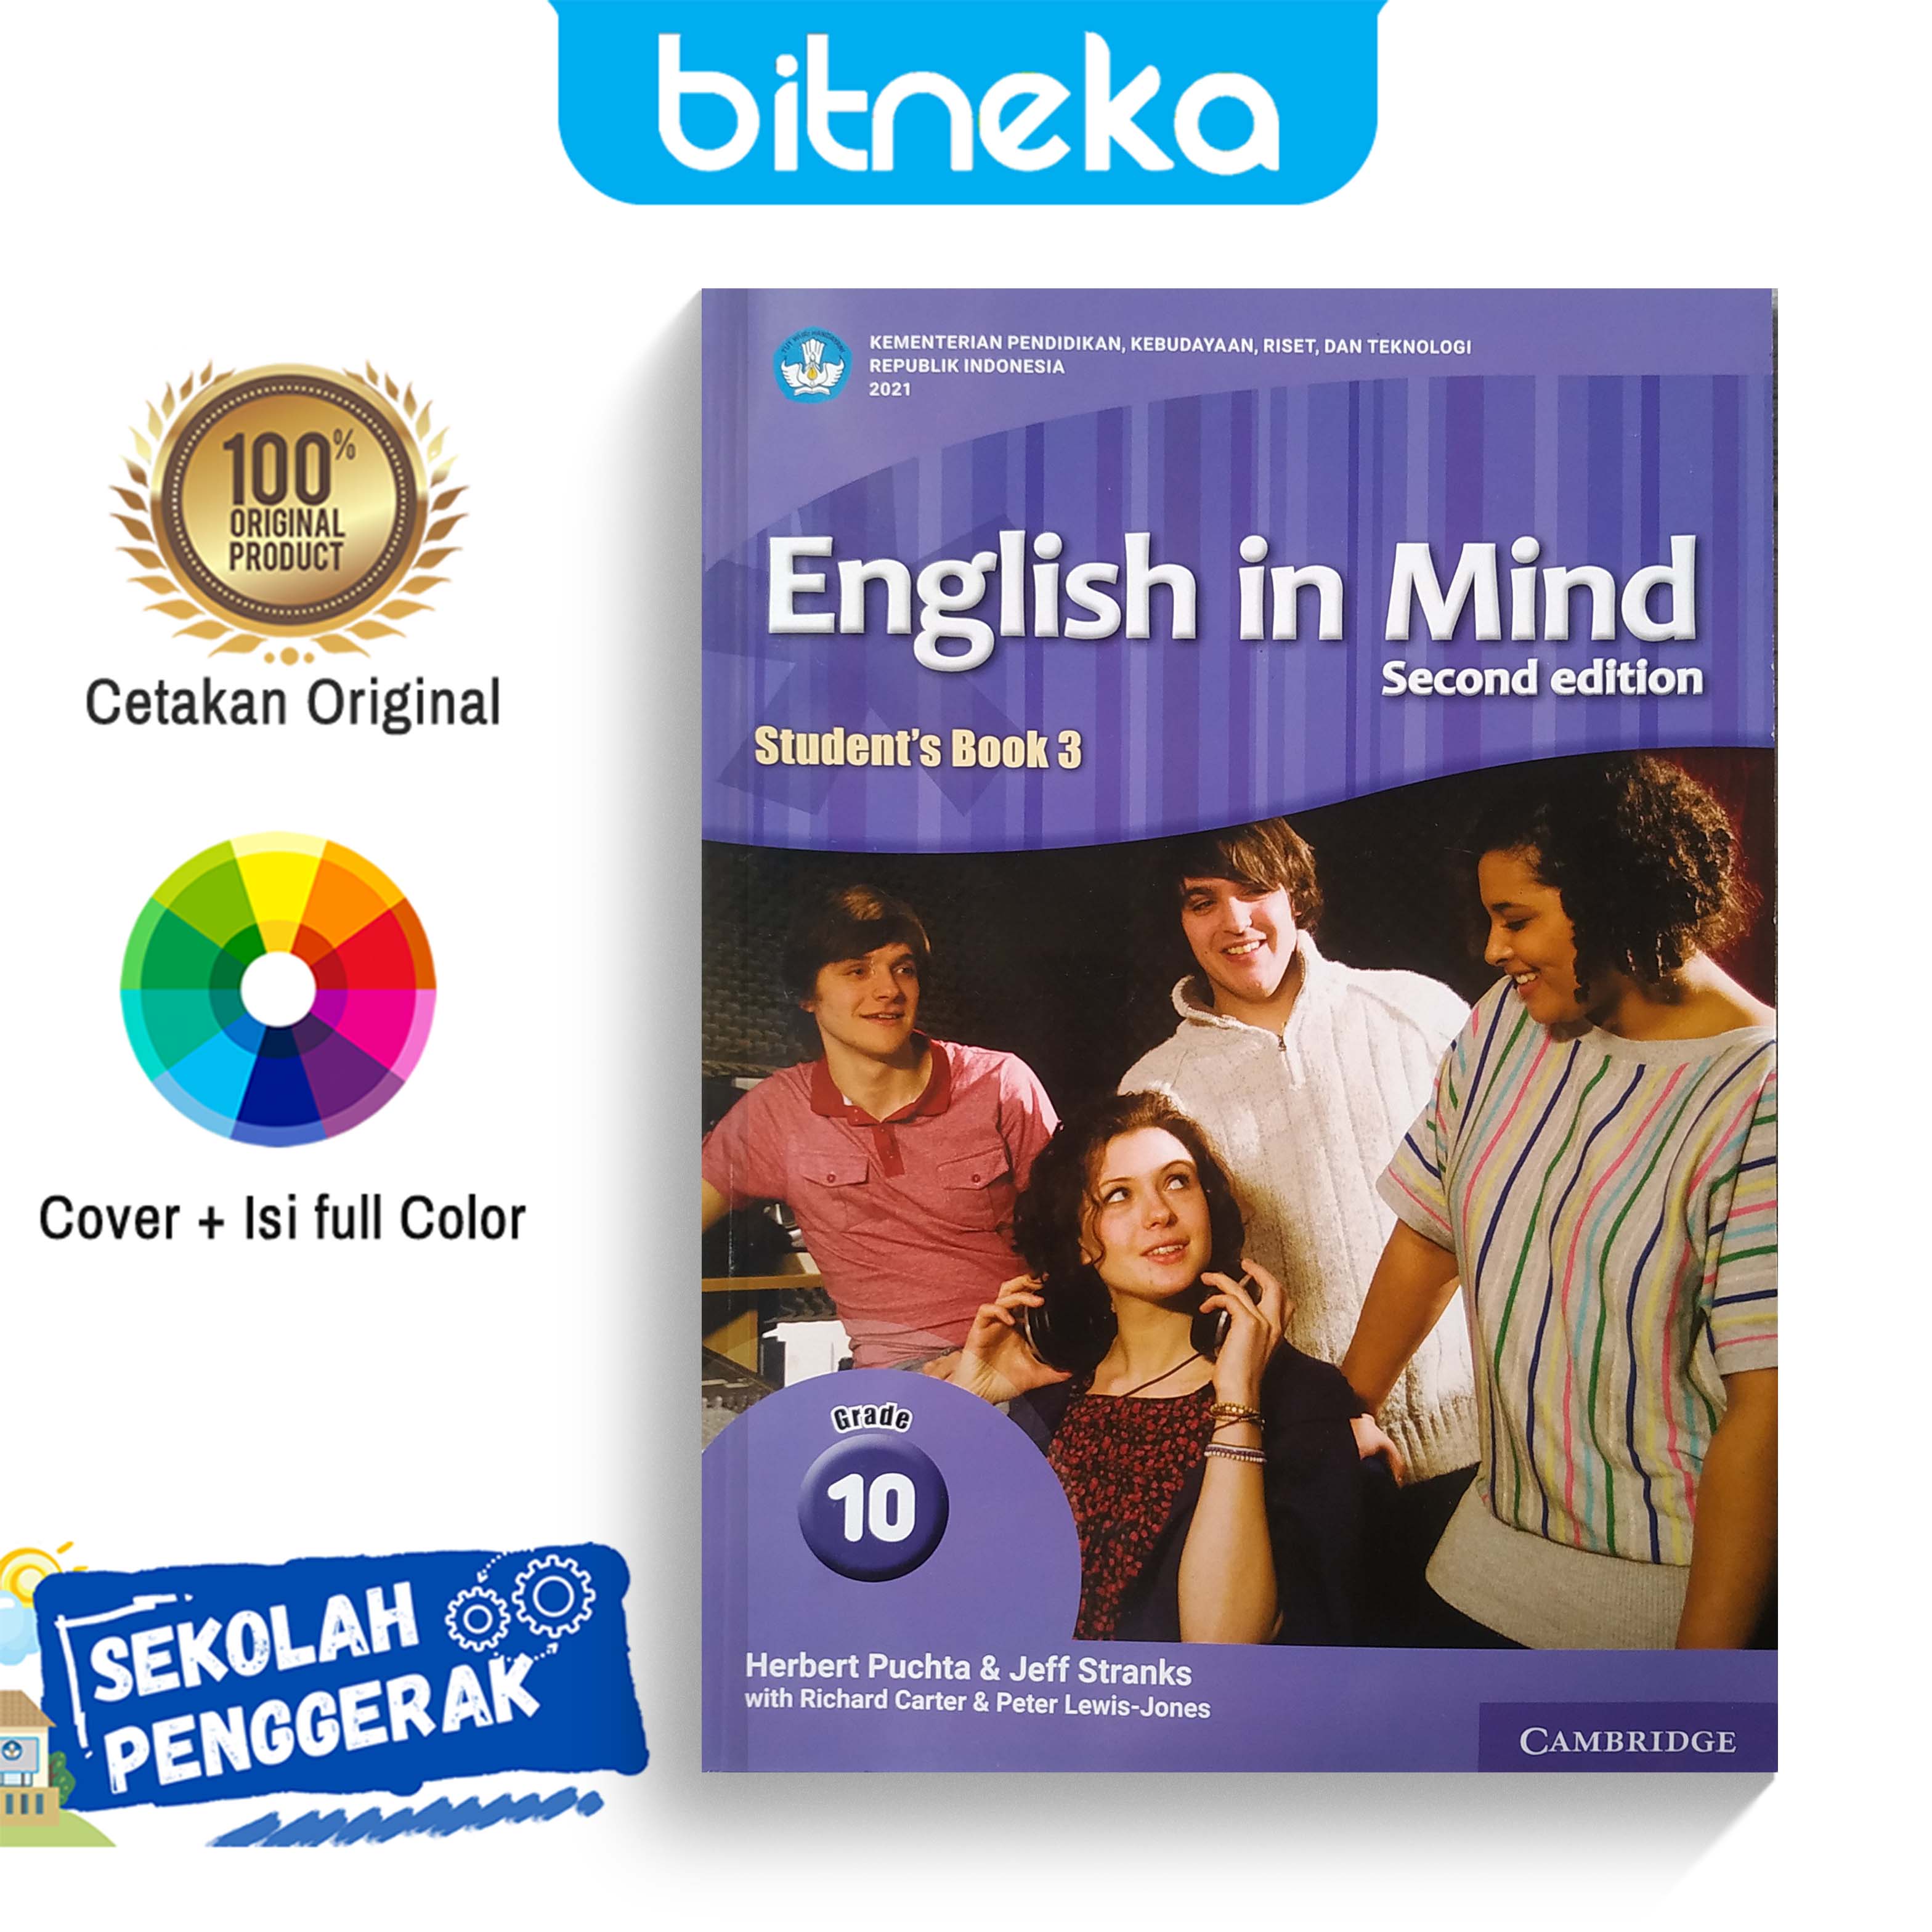 bitneka
100%
ORIGINAL
PRODUCT
Cetakan Original
Cover + Isi full Color
SEKOLAH
PENGGERAK
KEMENTERIAN PENDIDIKAN, KEBUDAYAAN, RISET, DAN TEKNOLOGI
REPUBLIK INDONESIA
2021
English in Mind
Second edition
Student's Book 3
Grade
10
Herbert Puchta & Jeff Stranks
with Richard Carter & Peter Lewis-Jones
CAMBRIDGE